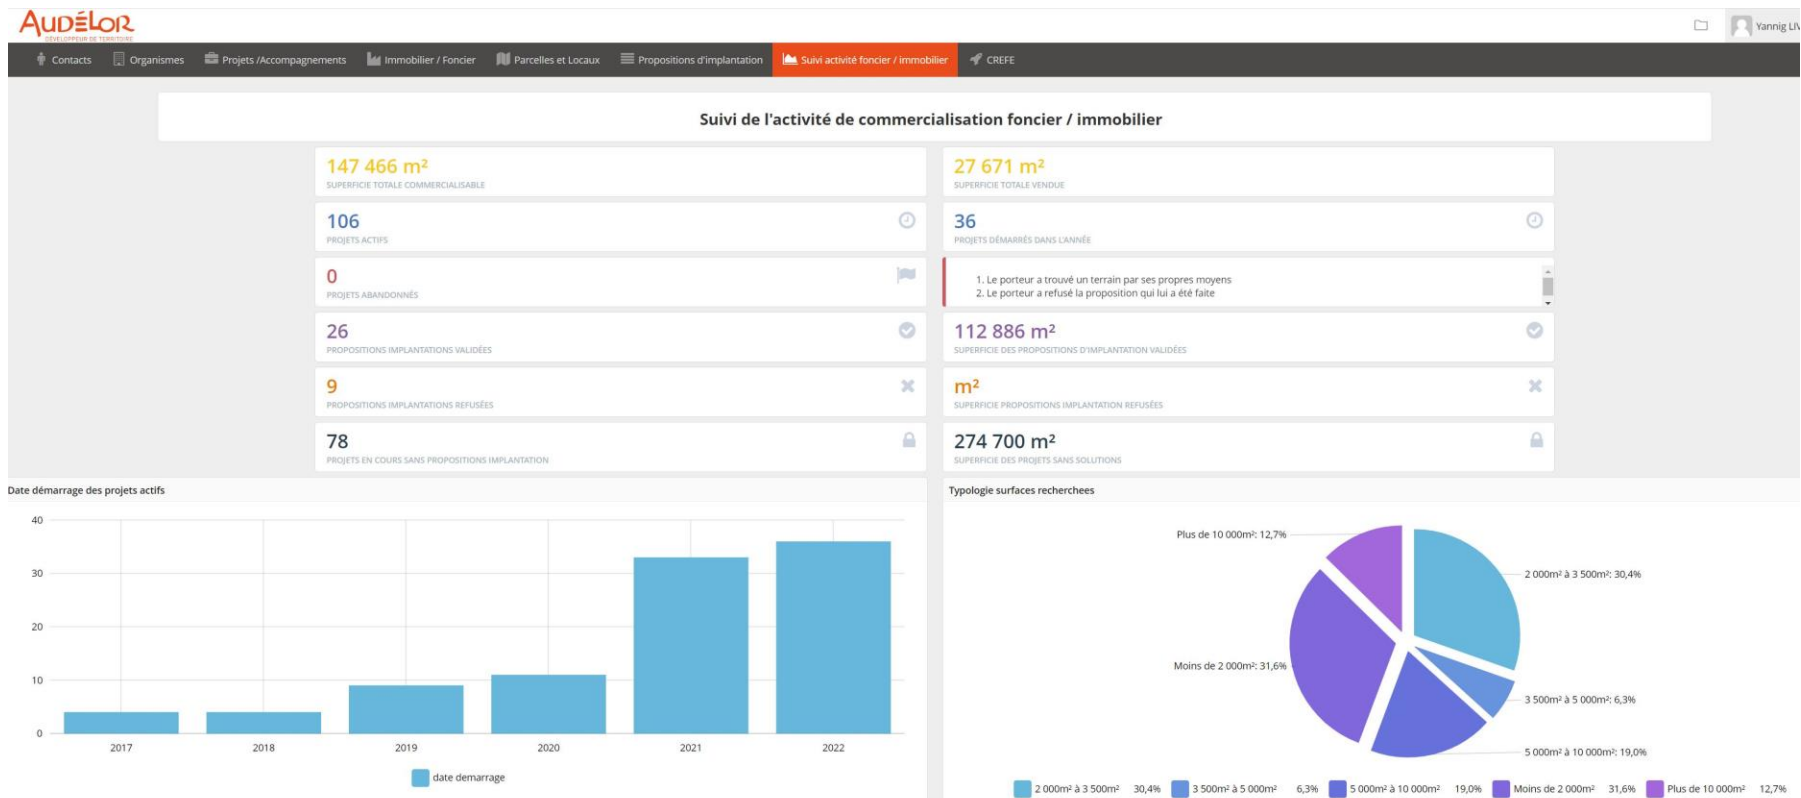 AUDÉLOR
DÉVELOPPEUR DE TERRITOIRE
Yannig LIV
Contacts
Organismes
Projets /Accompagnements
Immobilier / Foncier
Parcelles et Locaux
Propositions d'implantation
Suivi activité foncier / immobilier
CREFE
Suivi de l'activité de commercialisation foncier / immobilier
147 466 m²
SUPERFICIE TOTALE COMMERCIALISABLE
27 671 m²
SUPERFICIE TOTALE VENDUE
106
PROJETS ACTIFS
36
PROJETS DÉMARRÉS DANS L'ANNÉE
0
PROJETS ABANDONNÉS
1. Le porteur a trouvé un terrain par ses propres moyens
2. Le porteur a refusé la proposition qui lui a été faite
26
PROPOSITIONS IMPLANTATIONS VALIDÉES
112 886 m²
SUPERFICIE DES PROPOSITIONS D'IMPLANTATION VALIDÉES
9
PROPOSITIONS IMPLANTATIONS REFUSÉES
m²
SUPERFICIE PROPOSITIONS IMPLANTATION REFUSÉES
78
PROJETS EN COURS SANS PROPOSITIONS IMPLANTATION
274 700 m²
SUPERFICIE DES PROJETS SANS SOLUTIONS
Date démarrage des projets actifs
40
30
20
10
0
2017
2018
2019
2020
2021
2022
date demarrage
Typologie surfaces recherchees
Plus de 10 000m²: 12,7%
2 000m² à 3 500m²: 30,4%
Moins de 2 000m²: 31,6%
3 500m² à 5 000m²: 6,3%
5 000m² à 10 000m²: 19,0%
2 000m² à 3 500m² 30,4%
3 500m² à 5 000m² 6,3%
5 000m² à 10 000m² 19,0%
Moins de 2 000m² 31,6%
Plus de 10 000m² 12,7%